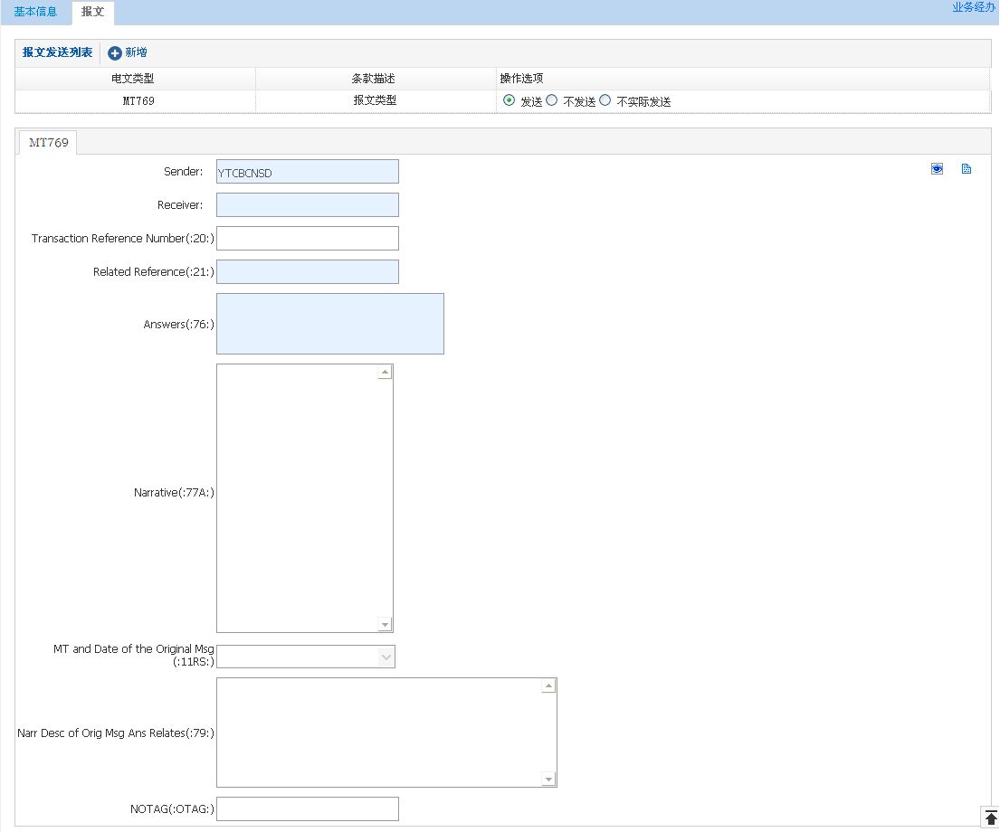 基本信息 报文 业务经办
报文发送列表 新增
电文类型 条款描述 操作选项
MT769 报文类型 发送 不发送 不实际发送
MT769
Sender: YTCBCNSD
Receiver:
Transaction Reference Number(:20:)
Related Reference(:21:)
Answers(:76:)
Narrative(:77A:)
MT and Date of the Original Msg
(:11RS:)
Narr Desc of Orig Msg Ans Relates(:79:)
NOTAG(:OTAG:)